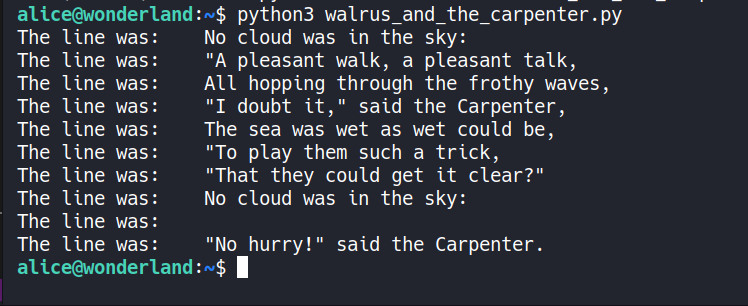 alice@wonderland:~$ python3 walrus_and_the_carpenter.py
The line was:    No cloud was in the sky:
The line was:    "A pleasant walk, a pleasant talk,
The line was:    All hopping through the frothy waves,
The line was:    "I doubt it," said the Carpenter,
The line was:    The sea was wet as wet could be,
The line was:    "To play them such a trick,
The line was:    "That they could get it clear?"
The line was:    No cloud was in the sky:
The line was:
The line was:    "No hurry!" said the Carpenter.
alice@wonderland:~$